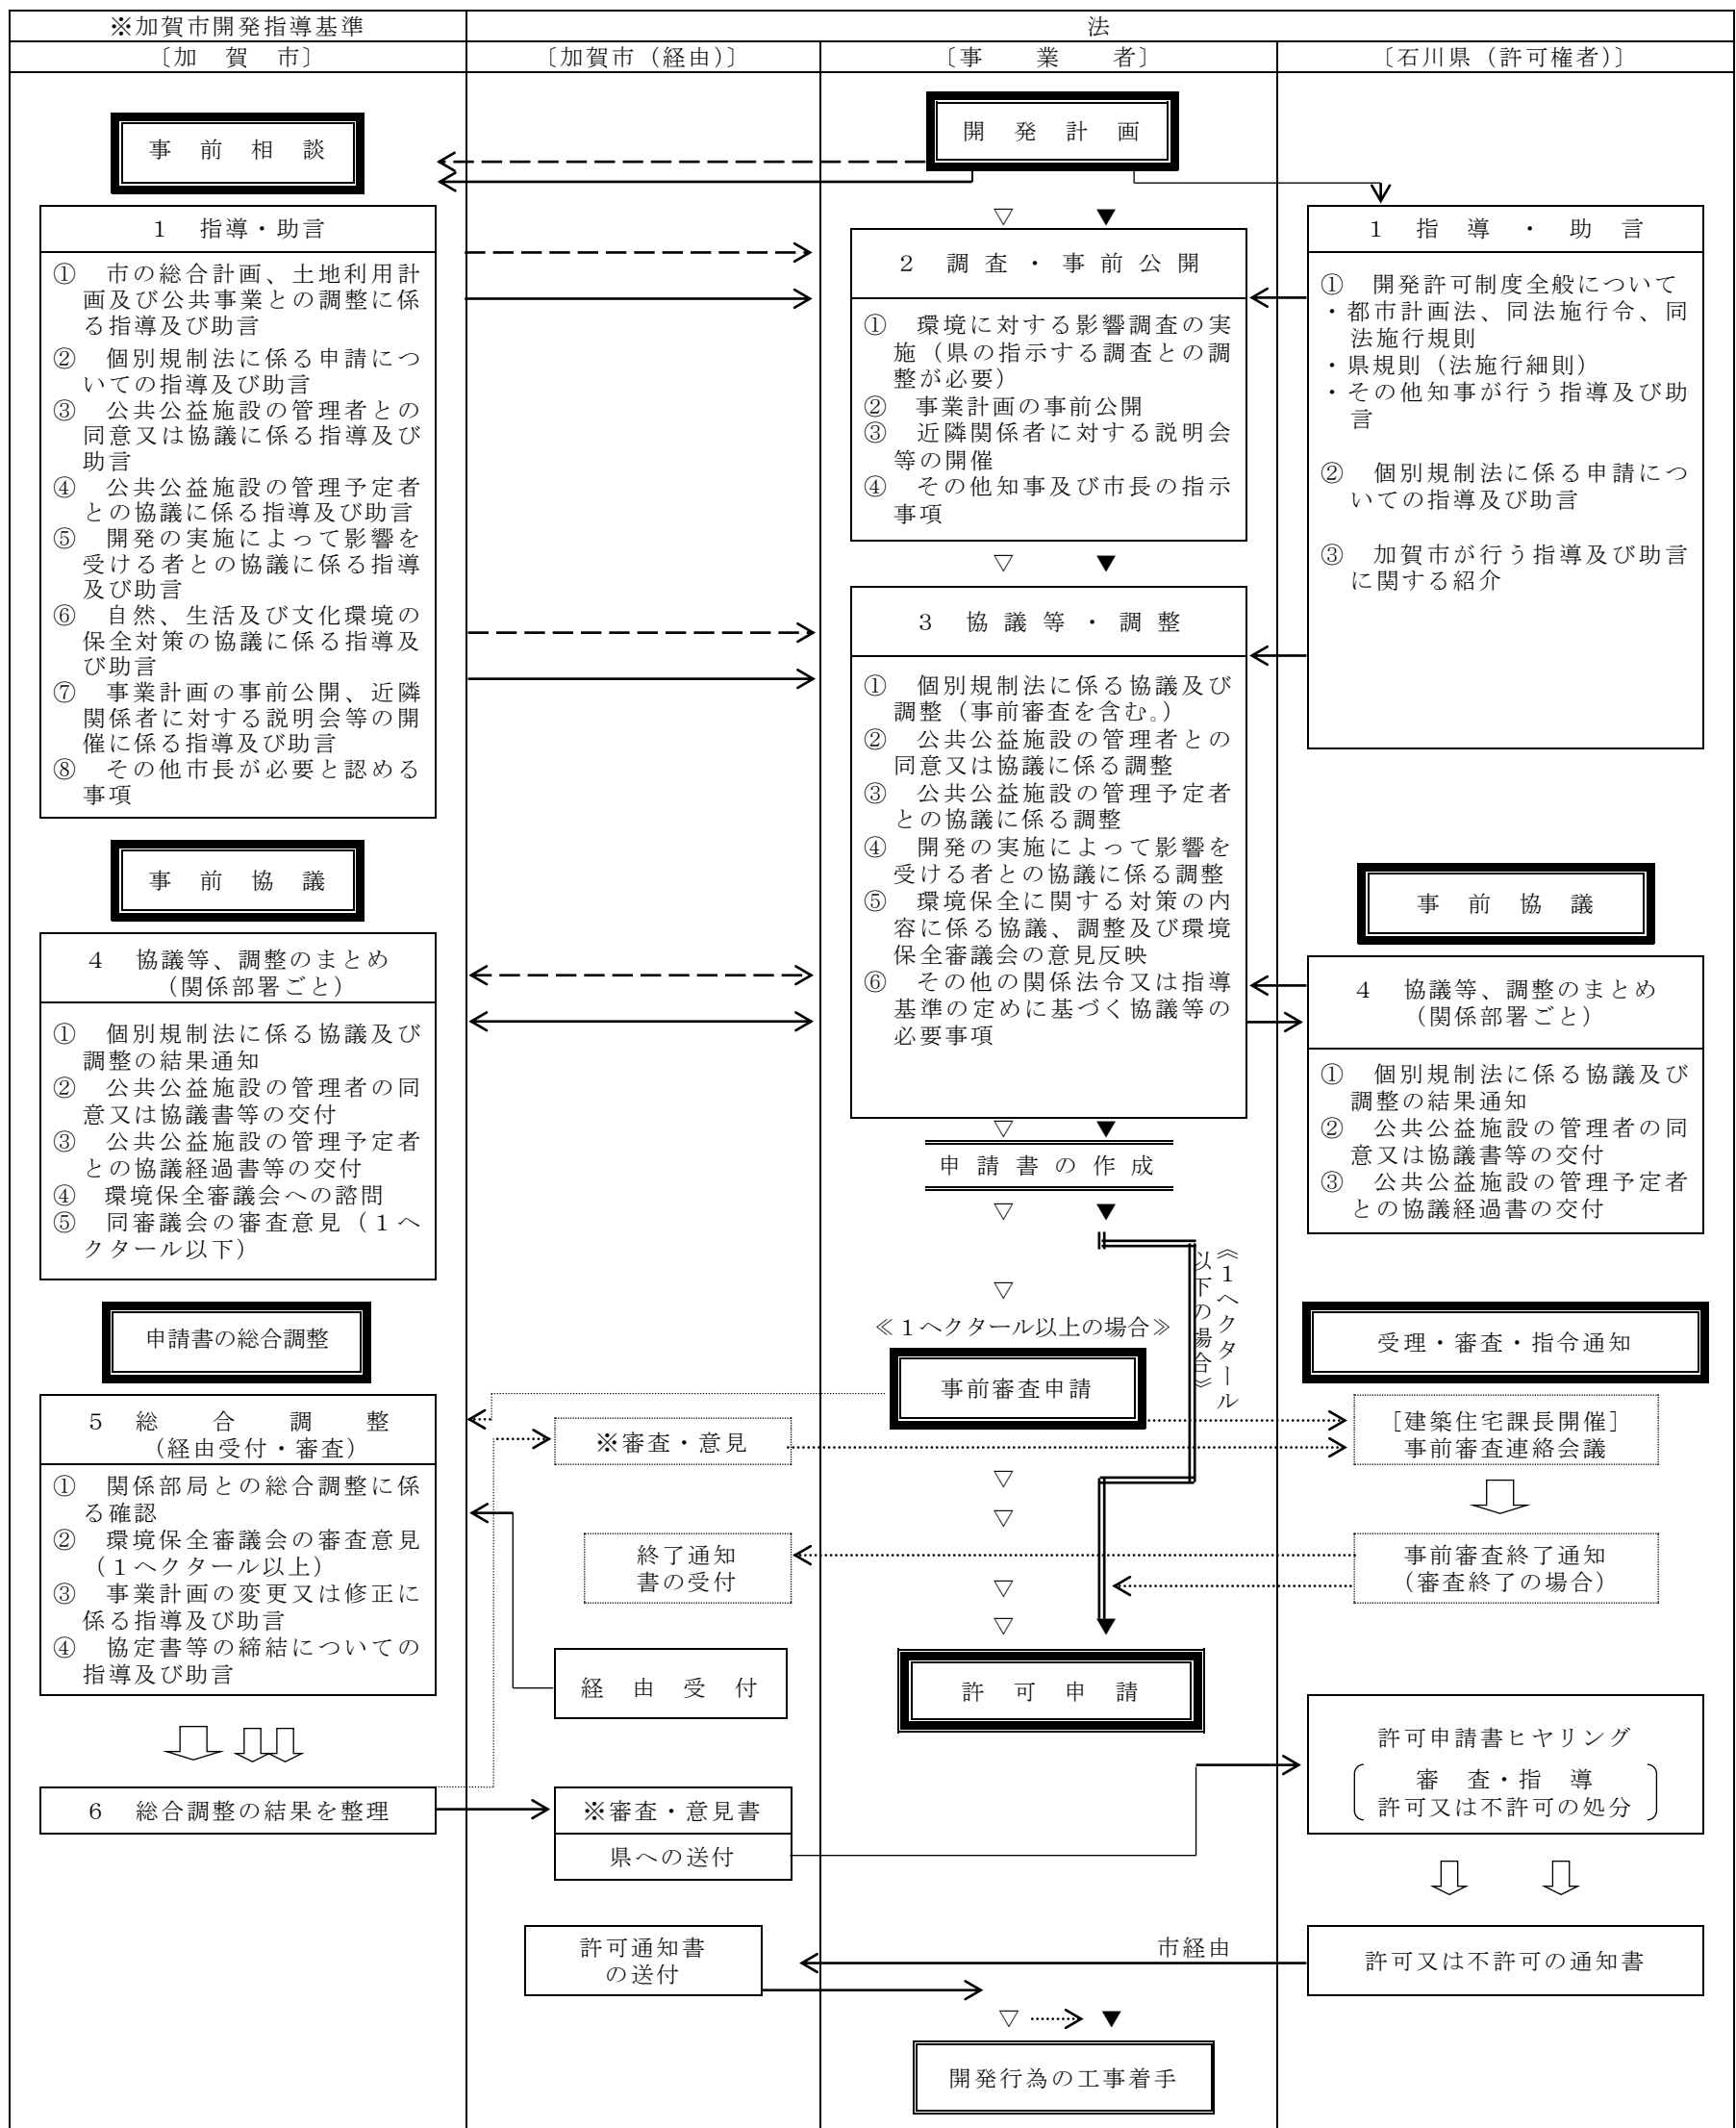 ※加賀市開発指導基準
法
〔加　賀　市〕
〔加賀市（経由）〕
〔事　業　者〕
〔石川県（許可権者）〕
事　前　相　談
1　指導・助言
①　市の総合計画、土地利用計
画及び公共事業との調整に係
る指導及び助言
②　個別規制法に係る申請につ
いての指導及び助言
③　公共公益施設の管理者との
同意又は協議に係る指導及び
助言
④　公共公益施設の管理予定者
との協議に係る指導及び助言
⑤　開発の実施によって影響を
受ける者との協議に係る指導
及び助言
⑥　自然、生活及び文化環境の
保全対策の協議に係る指導及
び助言
⑦　事業計画の事前公開、近隣
関係者に対する説明会等の開
催に係る指導及び助言
⑧　その他市長が必要と認める
事項
事　前　協　議
4　協議等、調整のまとめ
（関係部署ごと）
①　個別規制法に係る協議及び
調整の結果通知
②　公共公益施設の管理者の同
意又は協議書等の交付
③　公共公益施設の管理予定者
との協議経過書等の交付
④　環境保全審議会への諮問
⑤　同審議会の審査意見（１ヘ
クタール以下）
申請書の総合調整
5　総　合　調　整
（経由受付・審査）
①　関係部局との総合調整に係
る確認
②　環境保全審議会の審査意見
（１ヘクタール以上）
③　事業計画の変更又は修正に
係る指導及び助言
④　協定書等の締結についての
指導及び助言
6　総合調整の結果を整理
※審査・意見
終了通知
書の受付
経　由　受　付
※審査・意見書
県への送付
許可通知書
の送付
開　発　計　画
▽　▼
2　調査・事前公開
①　環境に対する影響調査の実
施（県の指示する調査との調
整が必要）
②　事業計画の事前公開
③　近隣関係者に対する説明会
等の開催
④　その他知事及び市長の指示
事項
▽　▼
3　協議等・調整
①　個別規制法に係る協議及び
調整（事前審査を含む。）
②　公共公益施設の管理者との
同意又は協議に係る調整
③　公共公益施設の管理予定者
との協議に係る調整
④　開発の実施によって影響を
受ける者との協議に係る調整
⑤　環境保全に関する対策の内
容に係る協議、調整及び環境
保全審議会の意見反映
⑥　その他の関係法令又は指導
基準の定めに基づく協議等の
必要事項
▽　▼
申請書の作成
▽　▼
▽
≪１ヘクタール以上の場合≫
≪１ヘクタール
以下の場合≫
事前審査申請
▽
▽
▽
▽　▼
許　可　申　請
市経由
▽　▼
開発行為の工事着手
1　指　導　・　助　言
①　開発許可制度全般について
・都市計画法、同法施行令、同
法施行規則
・県規則（法施行細則）
・その他知事が行う指導及び助
言
②　個別規制法に係る申請につ
いての指導及び助言
③　加賀市が行う指導及び助言
に関する紹介
事　前　協　議
4　協議等、調整のまとめ
（関係部署ごと）
①　個別規制法に係る協議及び
調整の結果通知
②　公共公益施設の管理者の同
意又は協議書等の交付
③　公共公益施設の管理予定者
との協議経過書の交付
受理・審査・指令通知
［建築住宅課長開催］
事前審査連絡会議
事前審査終了通知
（審査終了の場合）
許可申請書ヒヤリング
審　査・指　導
許可又は不許可の処分
許可又は不許可の通知書